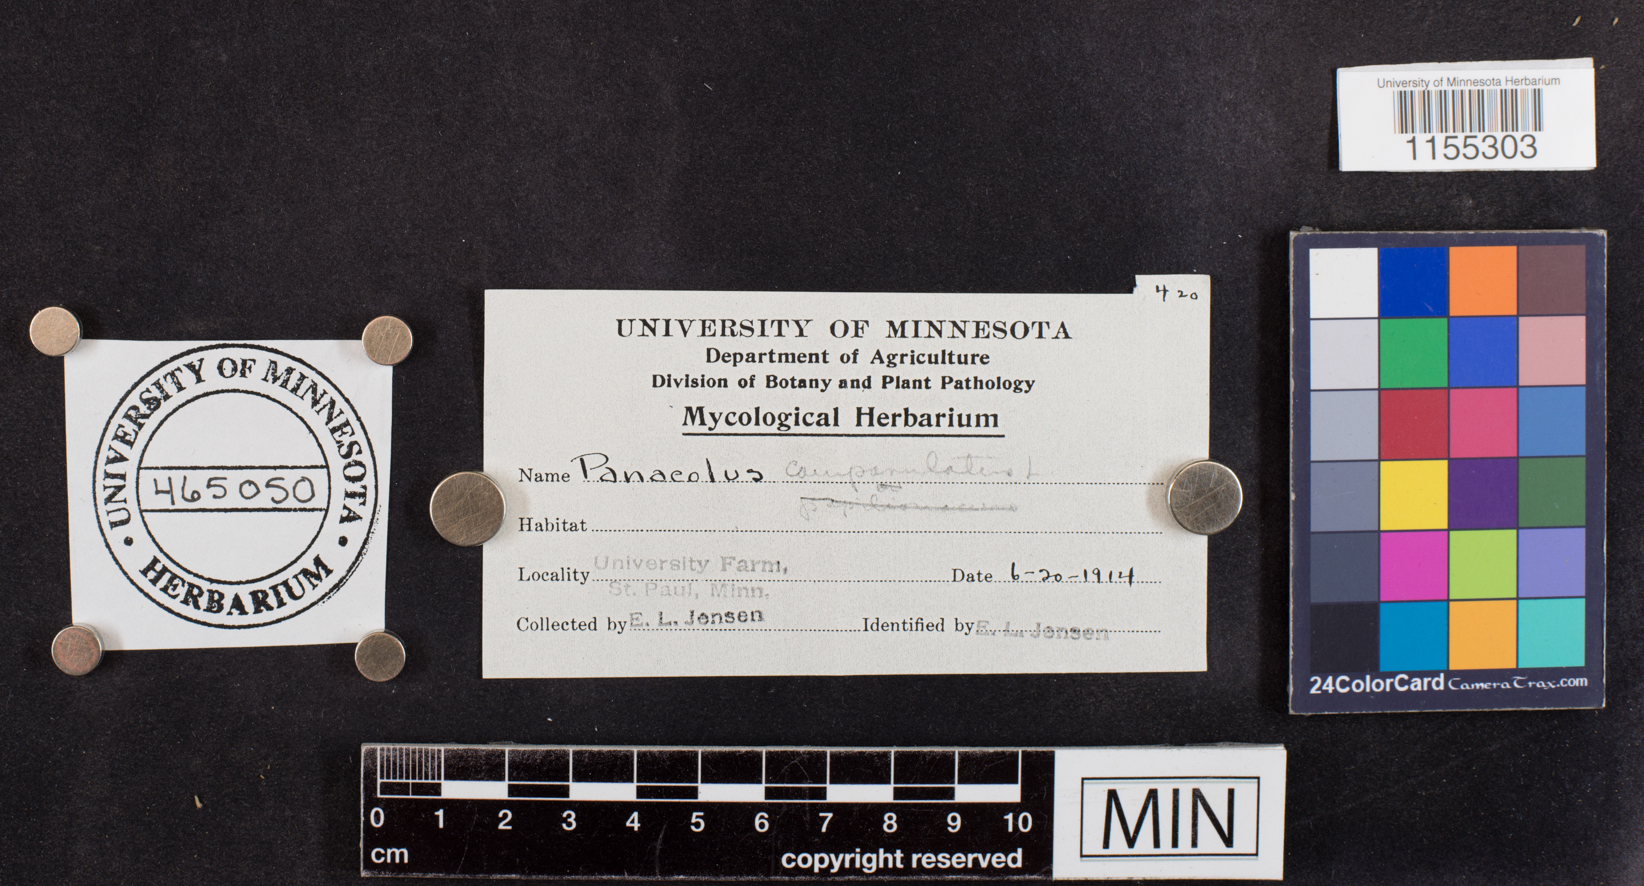 University of Minnesota Herbarium
1155303
420
UNIVERSITY OF MINNESOTA
Department of Agriculture
Division of Botany and Plant Pathology
Mycological Herbarium
Name Panaeolus campanulatus L
or
papilionaceus
Habitat
Locality University Farm,
St. Paul, Minn.
Date 6-20-1914
Collected by E. L. Jensen
Identified by E. L. Jensen
UNIVERSITY OF MINNESOTA
465050
• HERBARIUM •
24ColorCard CameraTrax.com
0 1 2 3 4 5 6 7 8 9 10
cm
copyright reserved
MIN